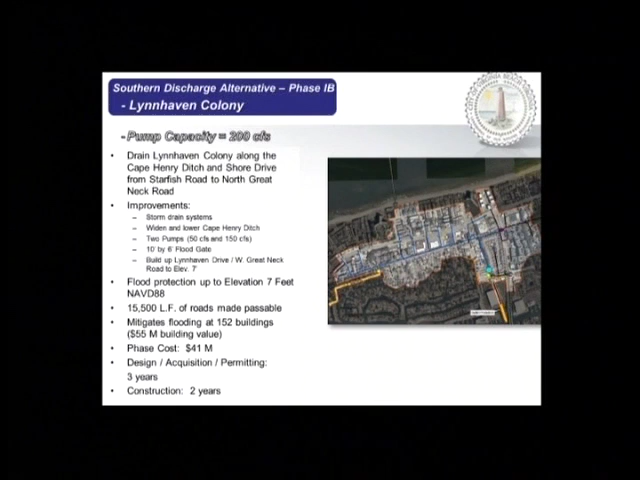 Southern Discharge Alternative – Phase IB
- Lynnhaven Colony
- Pump Capacity = 200 cfs
• Drain Lynnhaven Colony along the
Cape Henry Ditch and Shore Drive
from Starfish Road to North Great
Neck Road
• Improvements:
– Storm drain systems
– Widen and lower Cape Henry Ditch
– Two Pumps (50 cfs and 150 cfs)
– 10' by 6' Flood Gate
– Build up Lynnhaven Drive / W. Great Neck
Road to Elev. 7'
• Flood protection up to Elevation 7 Feet
NAVD88
• 15,500 L.F. of roads made passable
• Mitigates flooding at 152 buildings
($55 M building value)
• Phase Cost: $41 M
• Design / Acquisition / Permitting:
3 years
• Construction: 2 years
CITY OF VIRGINIA BEACH